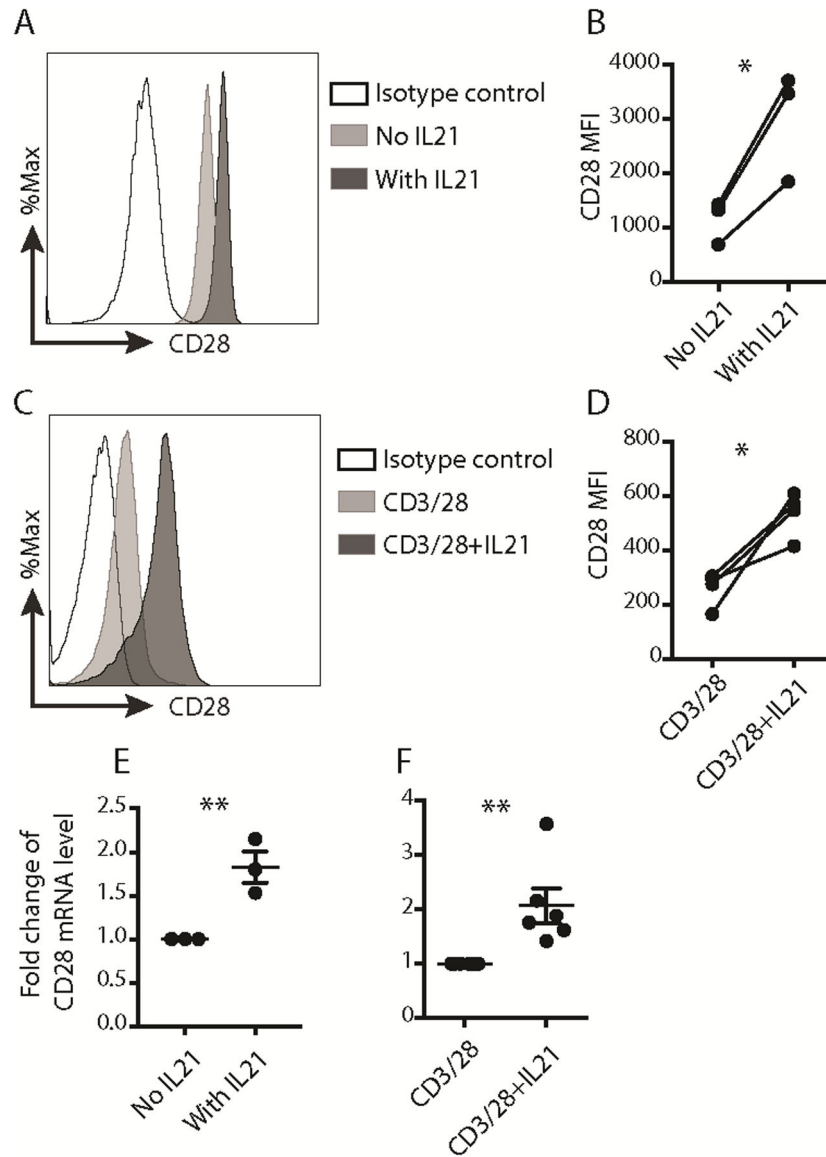 A
%Max
CD28
Isotype control
No IL21
With IL21
B
CD28 MFI
4000
3000
2000
1000
0
*
No IL21
With IL21
C
%Max
CD28
Isotype control
CD3/28
CD3/28+IL21
D
CD28 MFI
800
600
400
200
0
*
CD3/28
CD3/28+IL21
E
Fold change of
CD28 mRNA level
2.5
2.0
1.5
1.0
0.5
0.0
**
No IL21
With IL21
F
4
3
2
1
0
**
CD3/28
CD3/28+IL21